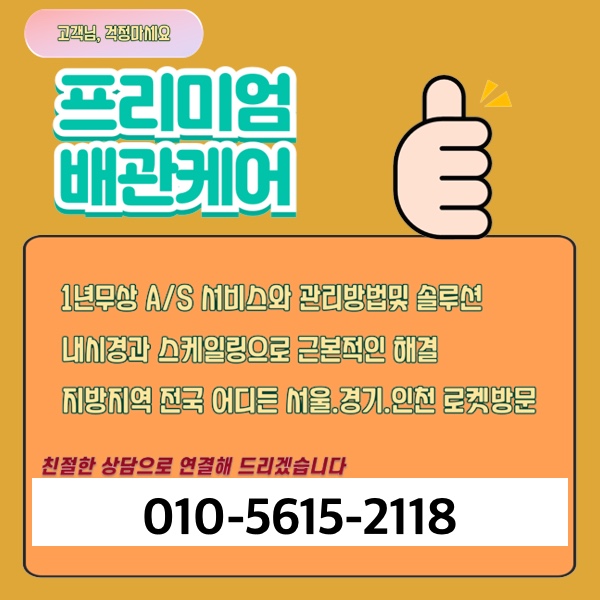 고객님, 걱정마세요
프리미엄
배관케어
1년무상 A/S 서비스와 관리방법및 솔루션
내시경과 스케일링으로 근본적인 해결
지방지역 전국 어디든 서울.경기.인천 로켓방문
친절한 상담으로 연결해 드리겠습니다
010-5615-2118